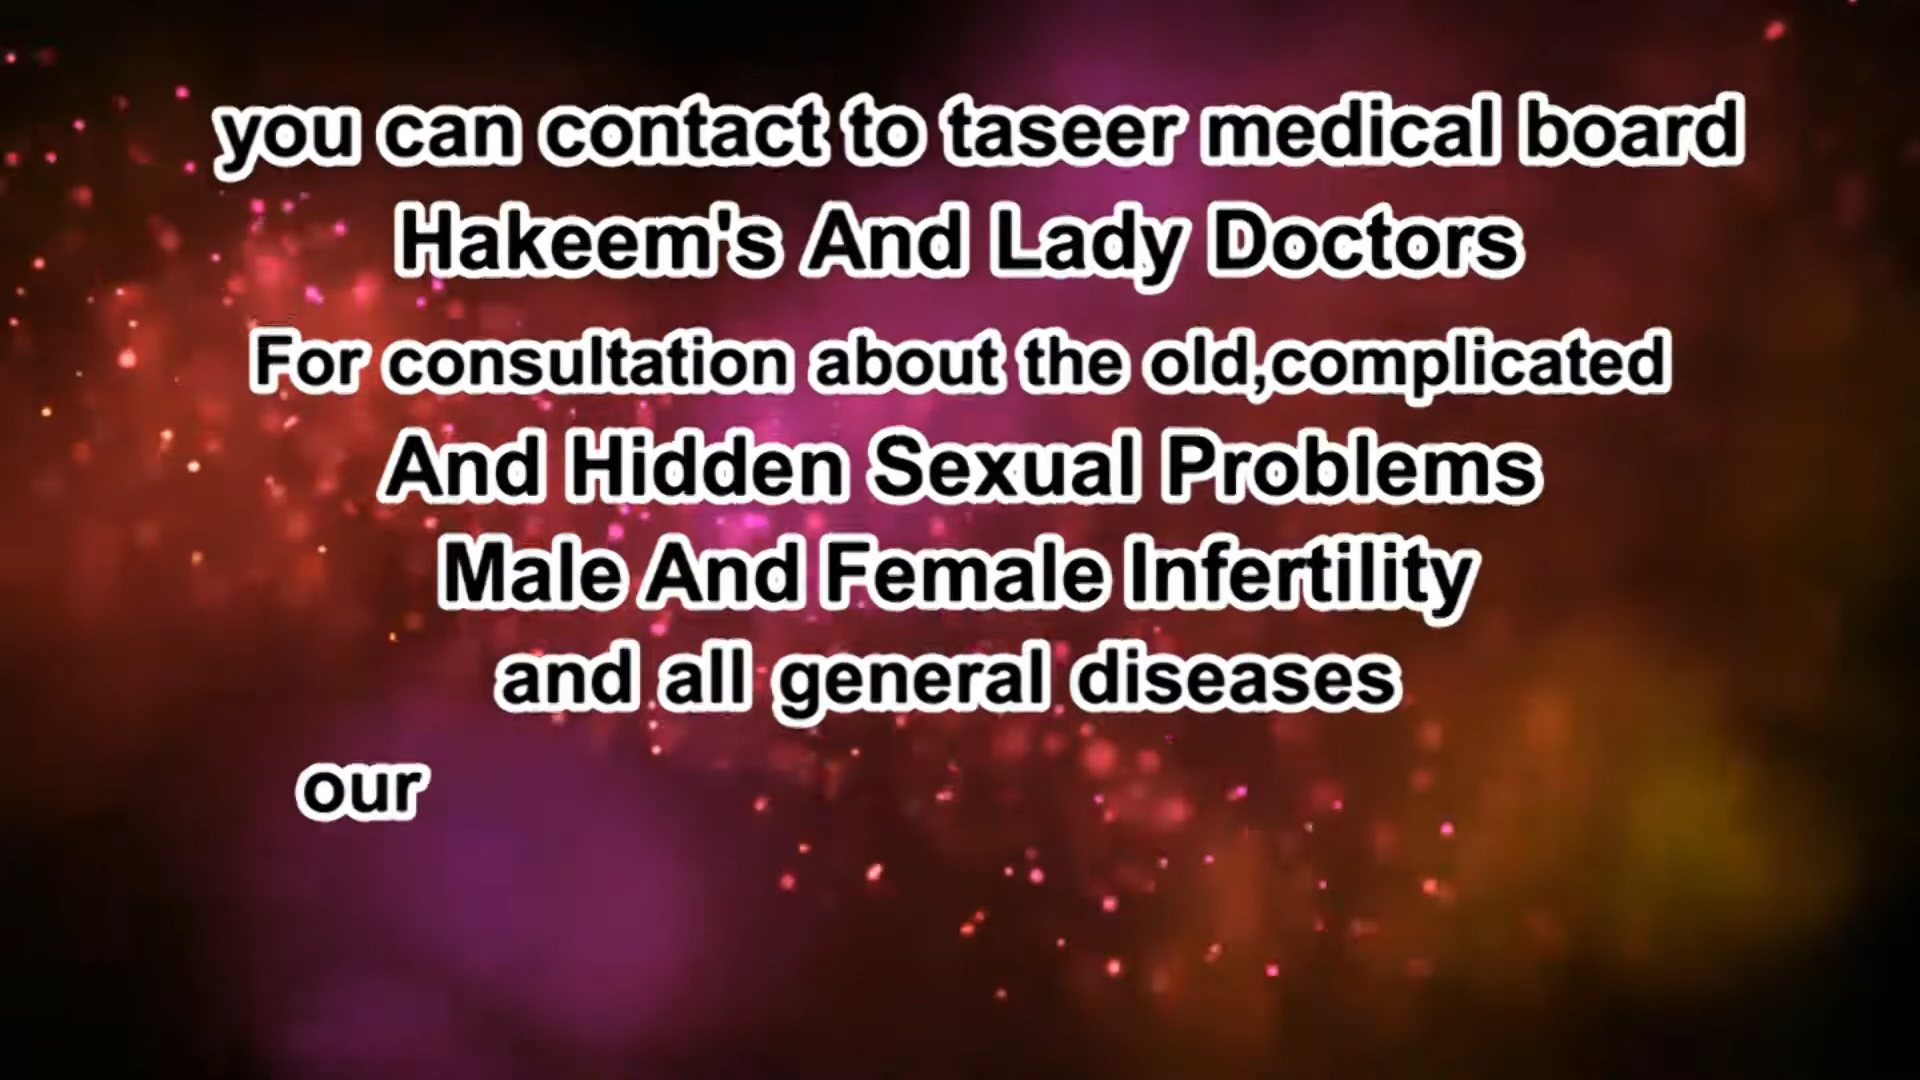 you can contact to taseer medical board
Hakeem's And Lady Doctors
For consultation about the old,complicated
And Hidden Sexual Problems
Male And Female Infertility
and all general diseases
our